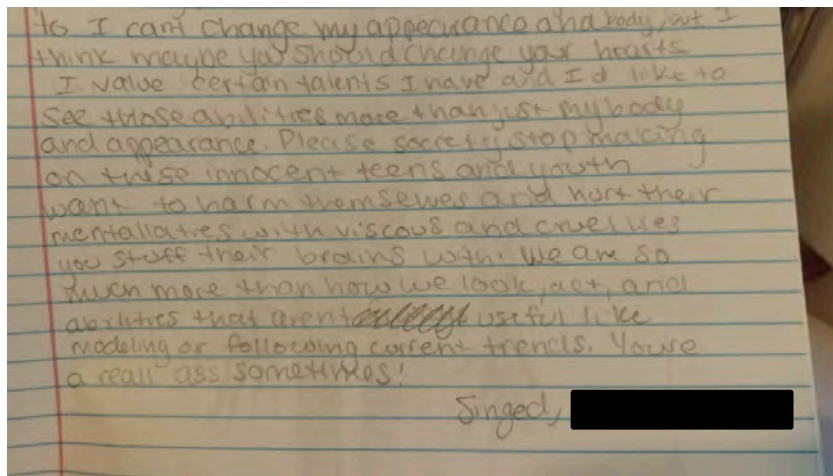 to I cant change my appearance and body, but I
think maybe you should change your hearts
I value certain talents I have and I'd like to
see those abilities more than just my body
and appearance. Please society stop making
on these innocent teens and youth
want to harm themselves and hurt their
mentallaties with viscous and cruel lies
you stuff their brains with. We are so
much more than how we look, act, and
abilities that arent useful like
modeling or following current trends. Youre
a reall ass sometimes!
Singed,